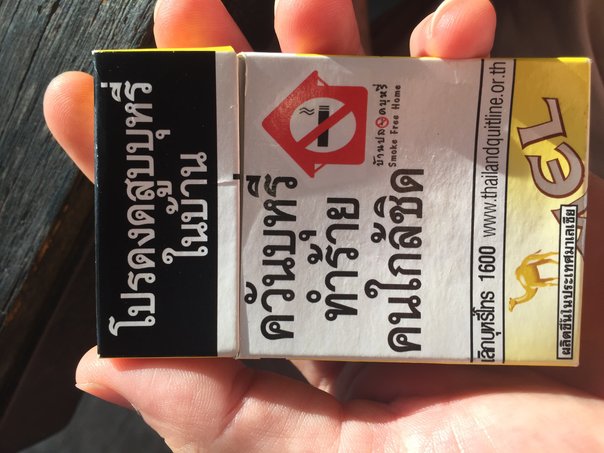 โปรดงดสูบบุหรี่
ในบ้าน
บ้านปลอดบุหรี่
Smoke Free Home
ควันบุหรี่
ทำร้าย
คนใกล้ชิด
เลิกบุหรี่โทร 1600 www.thailandquitline.or.th
MEL
ผลิตขึ้นในประเทศมาเลเซีย